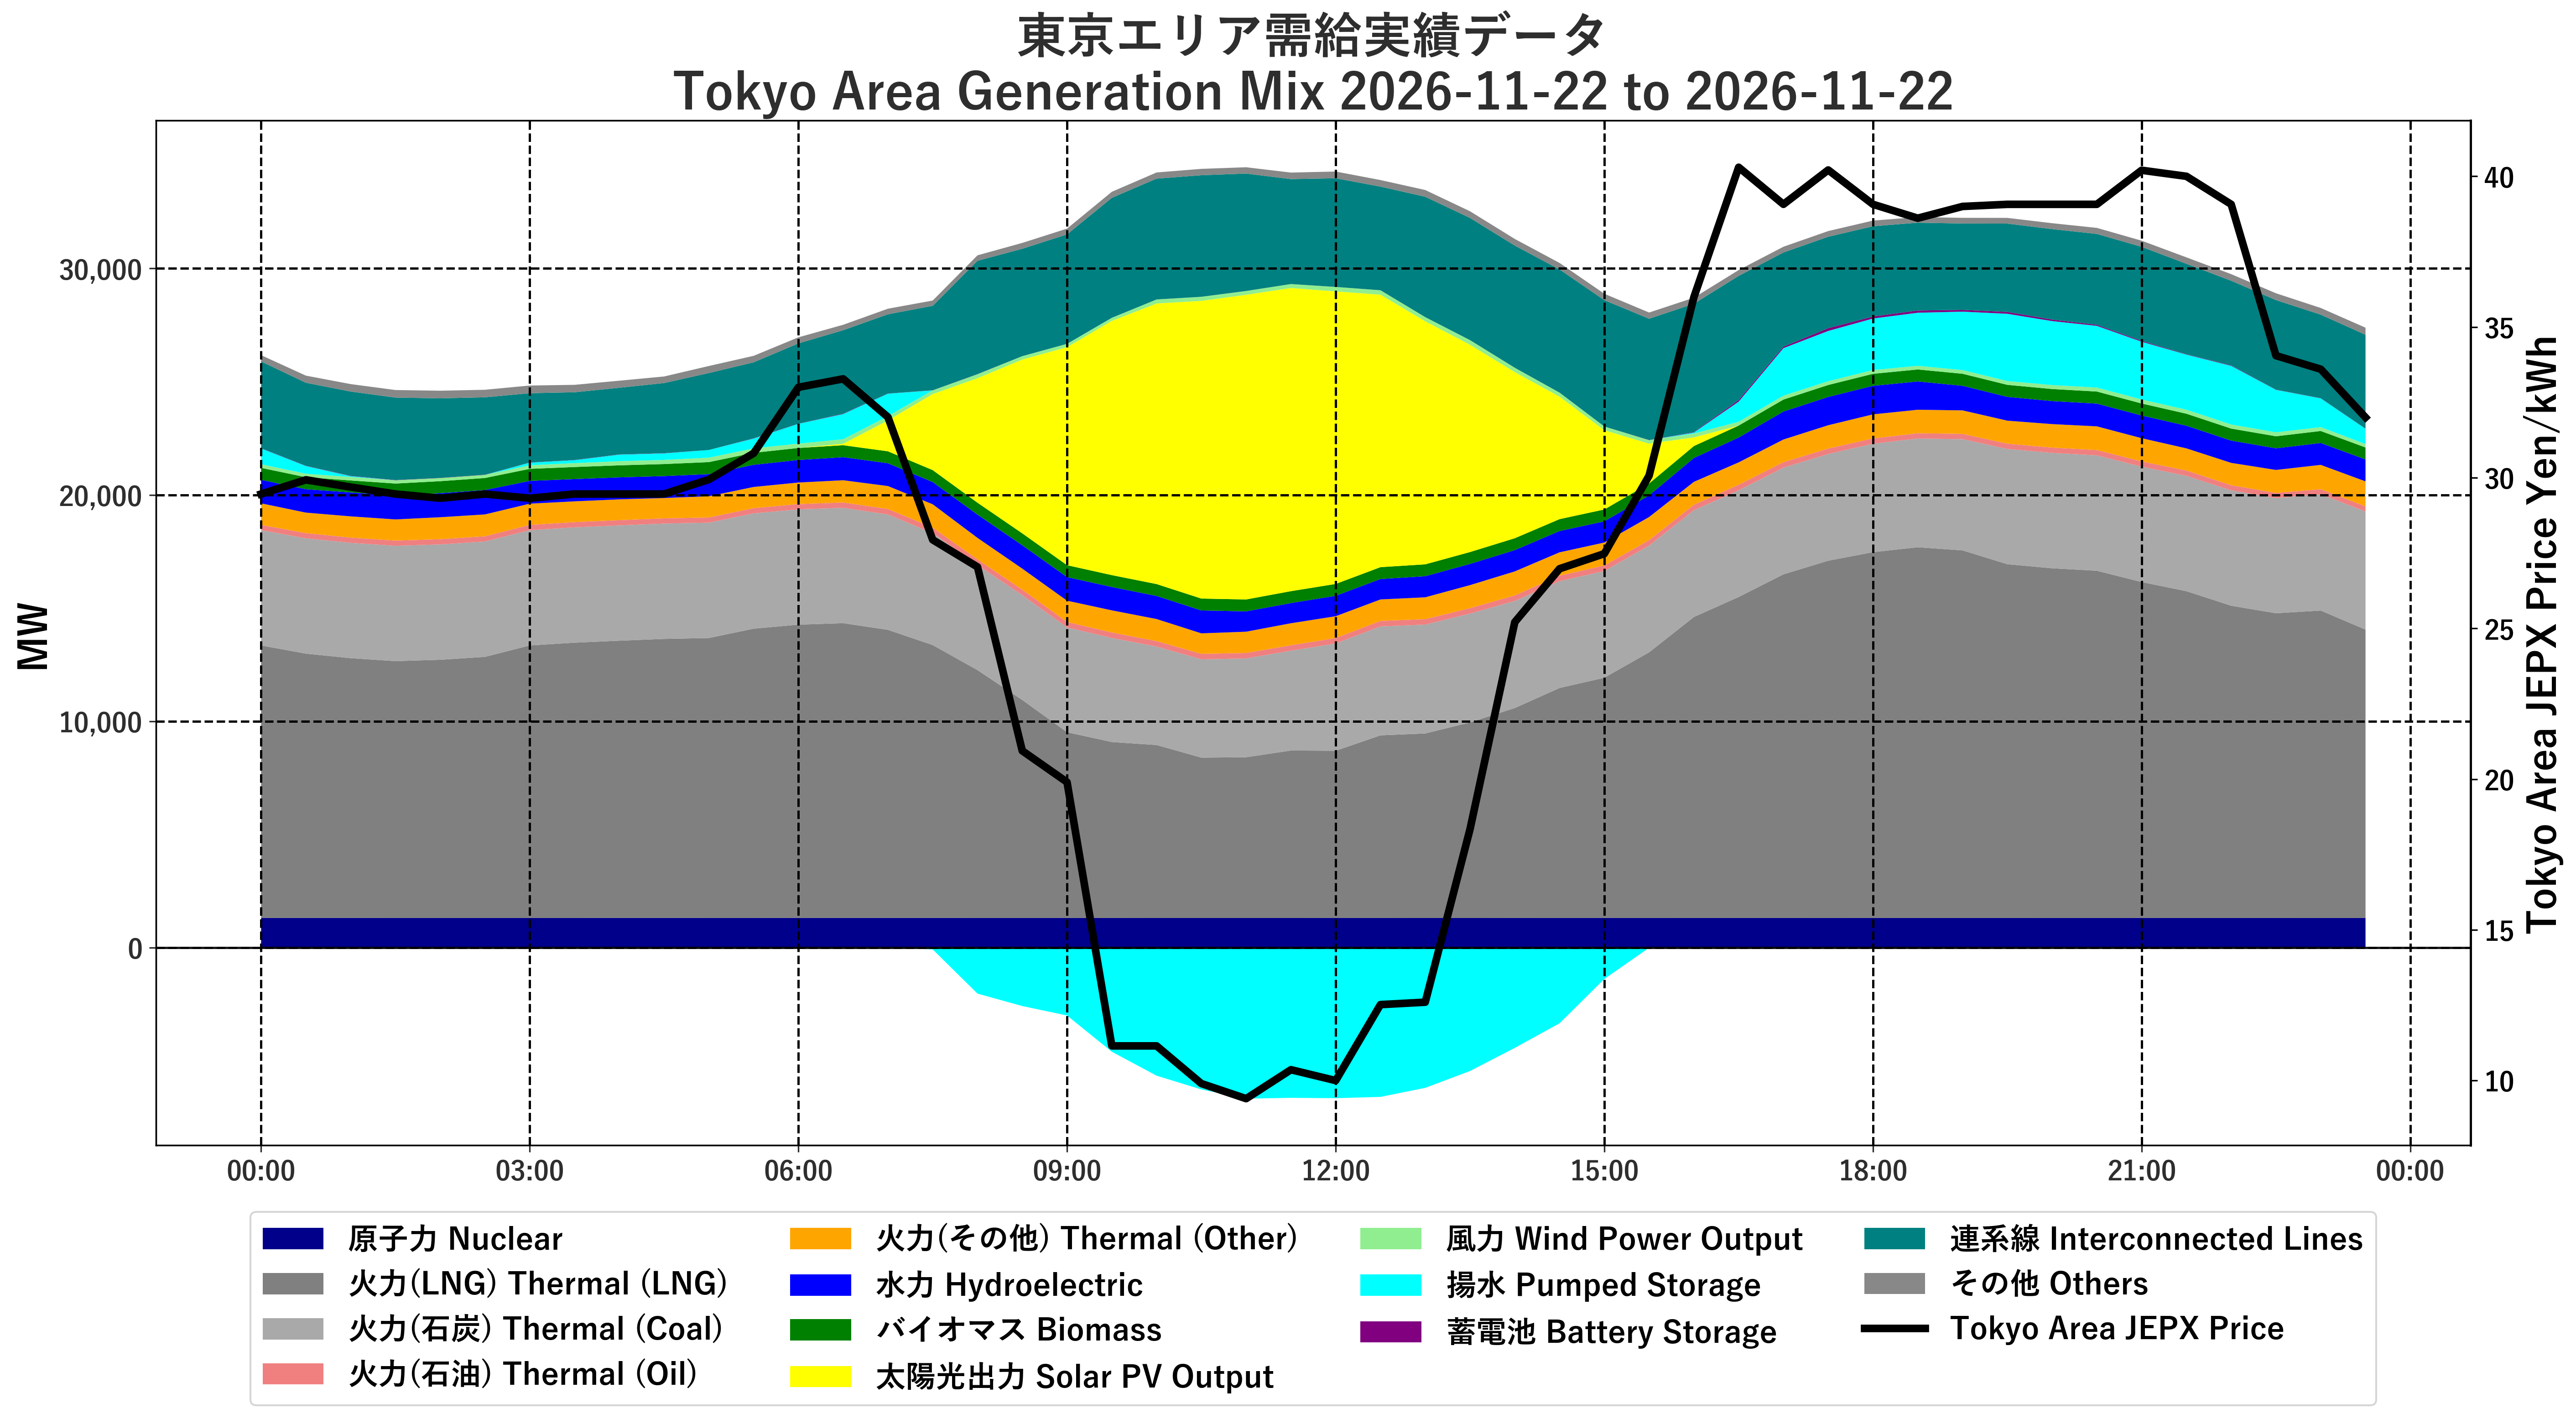 東京エリア需給実績データ
Tokyo Area Generation Mix 2026-11-22 to 2026-11-22
MW
30,000
20,000
10,000
0
40
35
30
25
20
15
10
Tokyo Area JEPX Price Yen/kWh
00:00 03:00 06:00 09:00 12:00 15:00 18:00 21:00 00:00
原子力 Nuclear
火力(LNG) Thermal (LNG)
火力(石炭) Thermal (Coal)
火力(石油) Thermal (Oil)
火力(その他) Thermal (Other)
水力 Hydroelectric
バイオマス Biomass
太陽光出力 Solar PV Output
風力 Wind Power Output
揚水 Pumped Storage
蓄電池 Battery Storage
連系線 Interconnected Lines
その他 Others
Tokyo Area JEPX Price